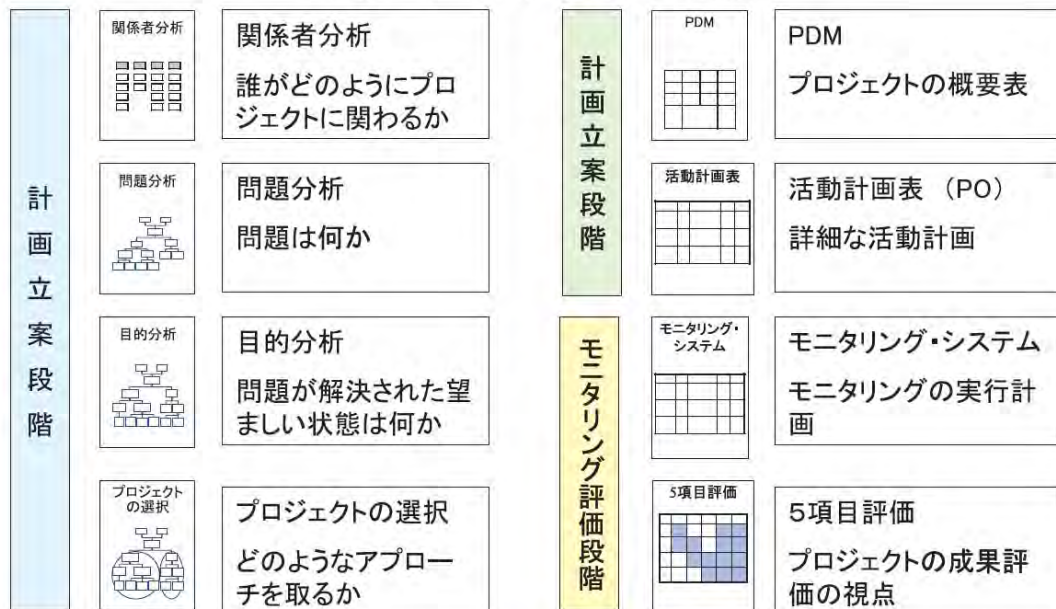 計画立案段階
関係者分析
関係者分析
誰がどのようにプロ
ジェクトに関わるか
問題分析
問題分析
問題は何か
目的分析
目的分析
問題が解決された望
ましい状態は何か
プロジェクト
の選択
プロジェクトの選択
どのようなアプロー
チを取るか
計画立案段階
PDM
PDM
プロジェクトの概要表
活動計画表
活動計画表 （PO）
詳細な活動計画
モニタリング評価段階
モニタリング・
システム
モニタリング・システム
モニタリングの実行計
画
5項目評価
5項目評価
プロジェクトの成果評
価の視点